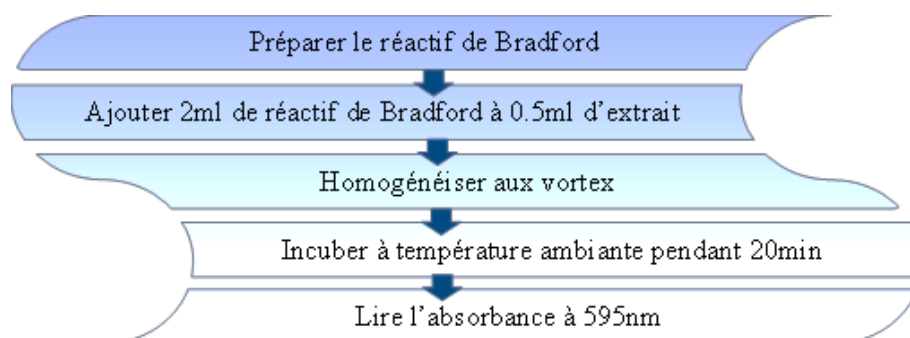 Préparer le réactif de Bradford
Ajouter 2ml de réactif de Bradford à 0.5ml d'extrait
Homogénéiser aux vortex
Incuber à température ambiante pendant 20min
Lire l'absorbance à 595nm